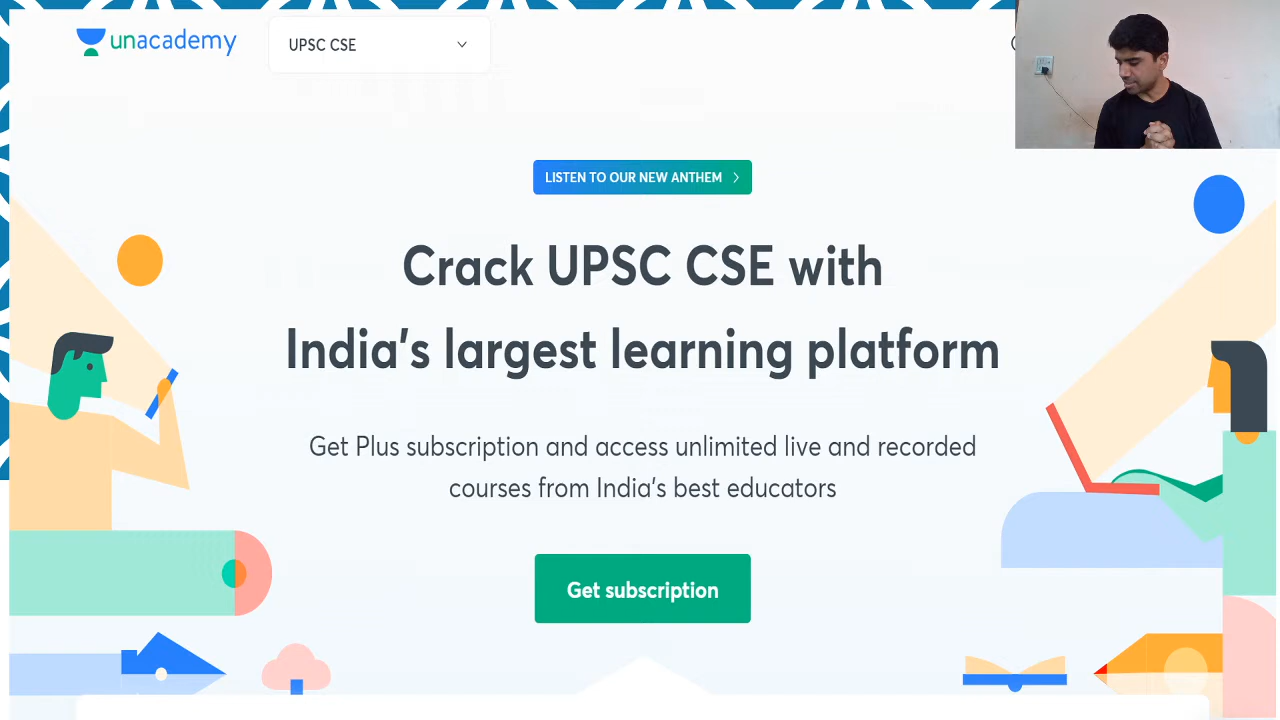 unacademy
UPSC CSE
LISTEN TO OUR NEW ANTHEM
Crack UPSC CSE with
India's largest learning platform
Get Plus subscription and access unlimited live and recorded
courses from India's best educators
Get subscription